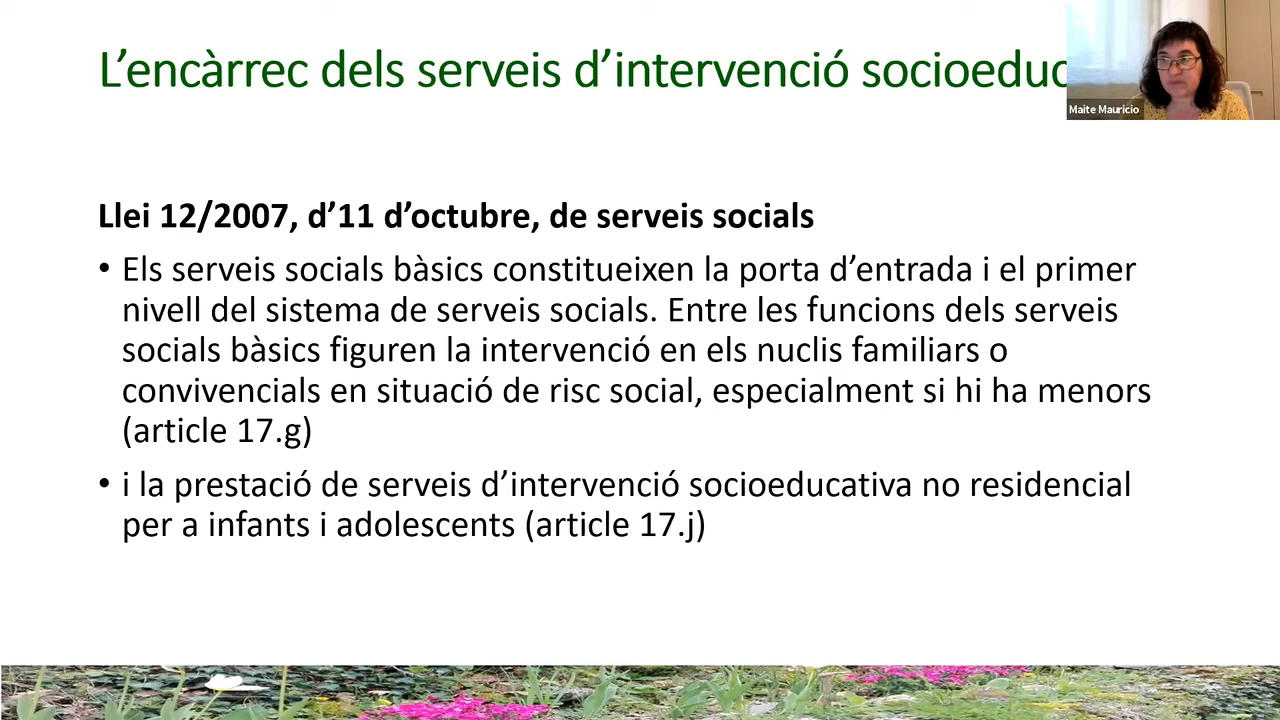 L’encàrrec dels serveis d’intervenció
Maite Mauricio
Llei 12/2007, d’11 d’octubre, de serveis socials
• Els serveis socials bàsics constitueixen la porta d’entrada i el primer
nivell del sistema de serveis socials. Entre les funcions dels serveis
socials bàsics figuren la intervenció en els nuclis familiars o
convivencials en situació de risc social, especialment si hi ha menors
(article 17.g)
• i la prestació de serveis d’intervenció socioeducativa no residencial
per a infants i adolescents (article 17.j)